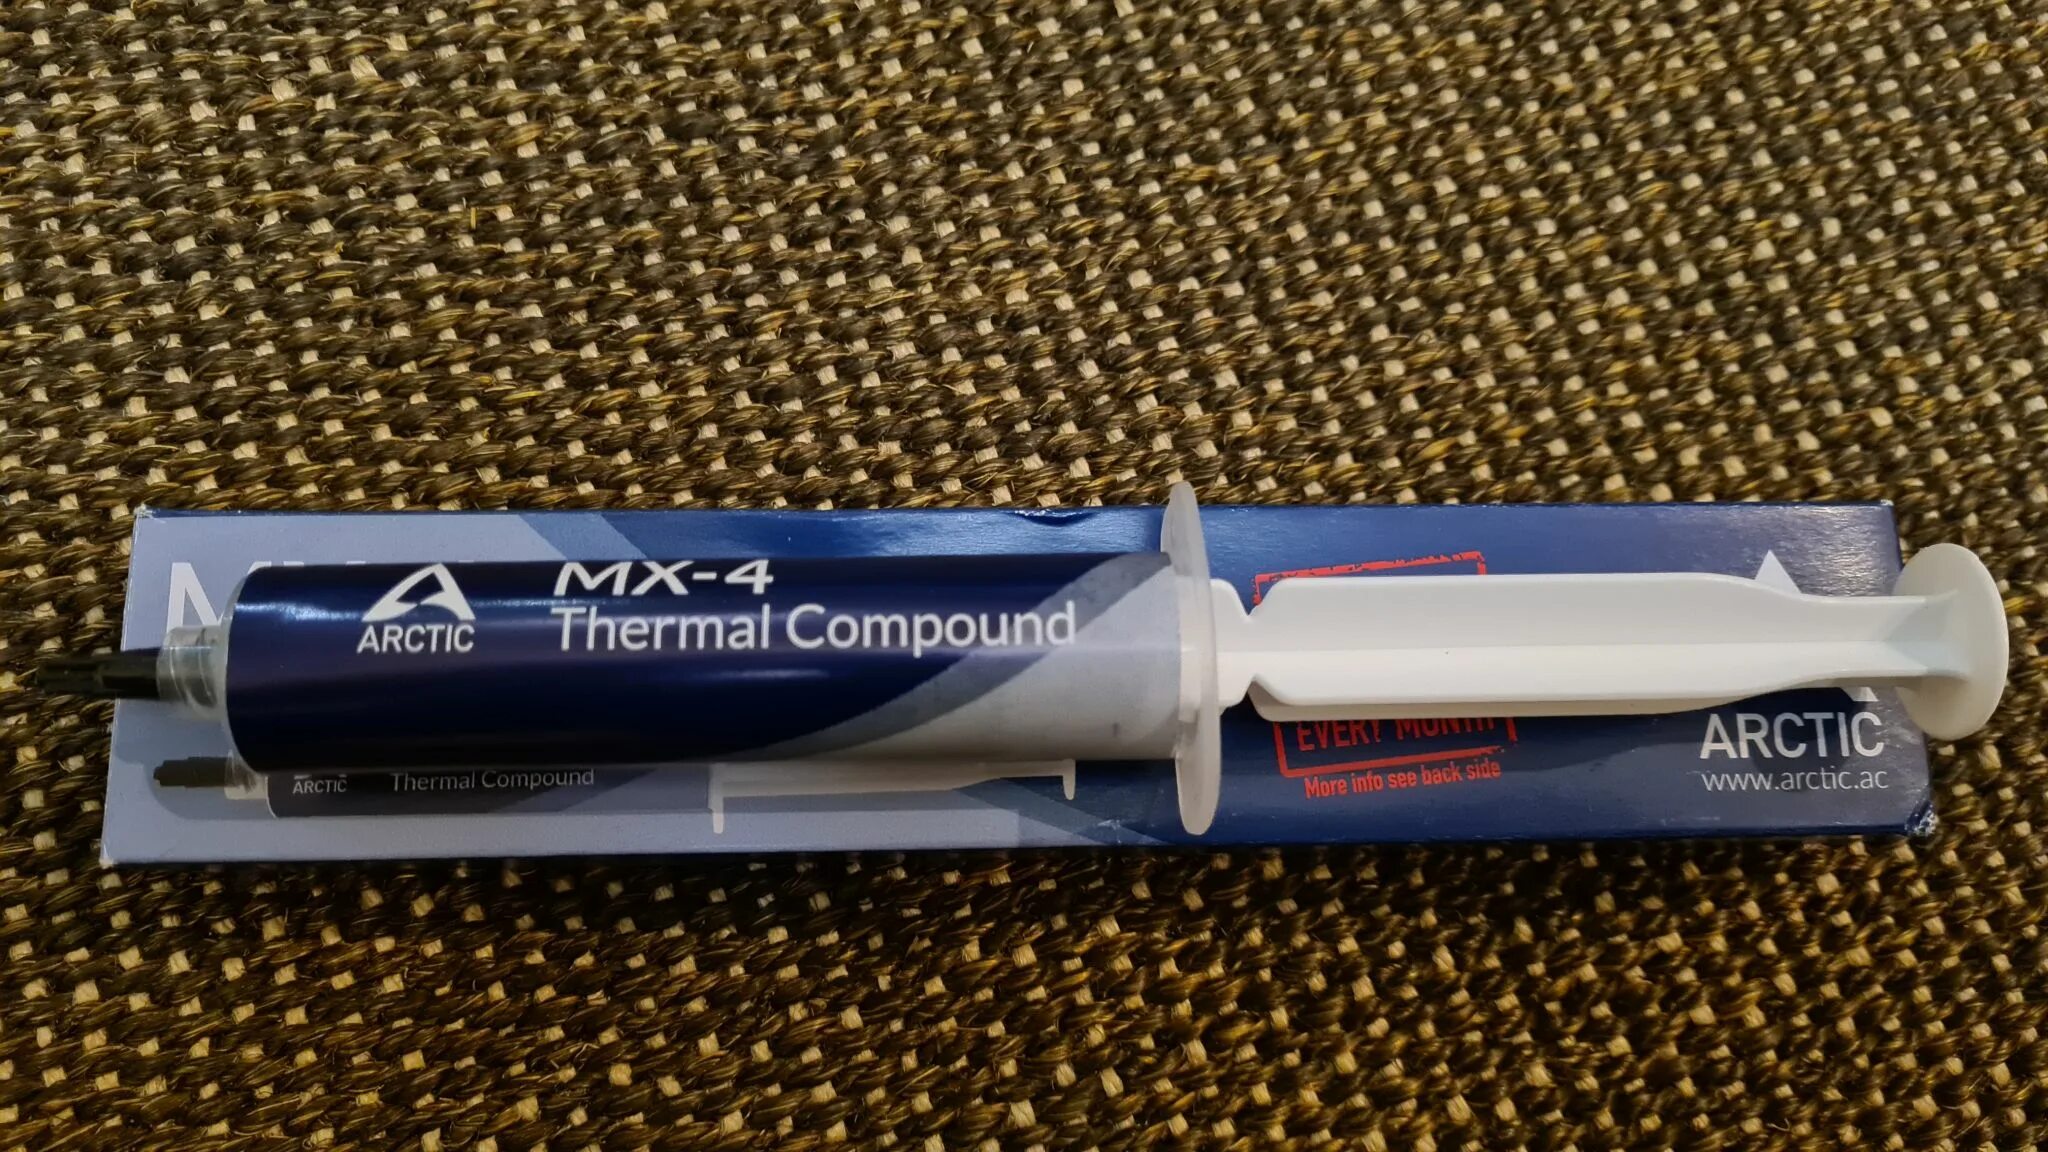 MX-4
Thermal Compound
ARCTIC
ARCTIC
Thermal Compound
EVERY MONTH
More info see back side
ARCTIC
www.arctic.ac